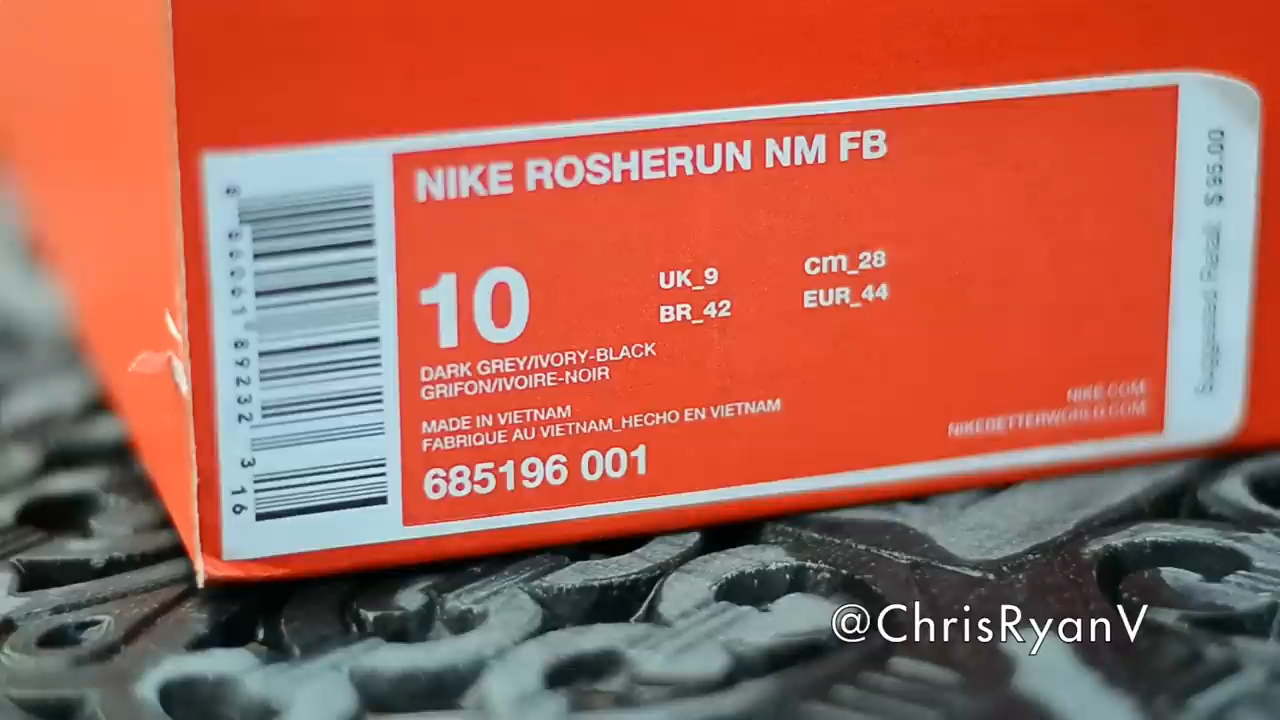 NIKE ROSHERUN NM FB
10
UK_9
cm_28
BR_42
EUR_44
DARK GREY/IVORY-BLACK
GRIFON/IVOIRE-NOIR
MADE IN VIETNAM
FABRIQUE AU VIETNAM_HECHO EN VIETNAM
685196 001
NIKE.COM
NIKEBETTERWORLD.COM
Suggested Retail $95.00
@ChrisRyanV